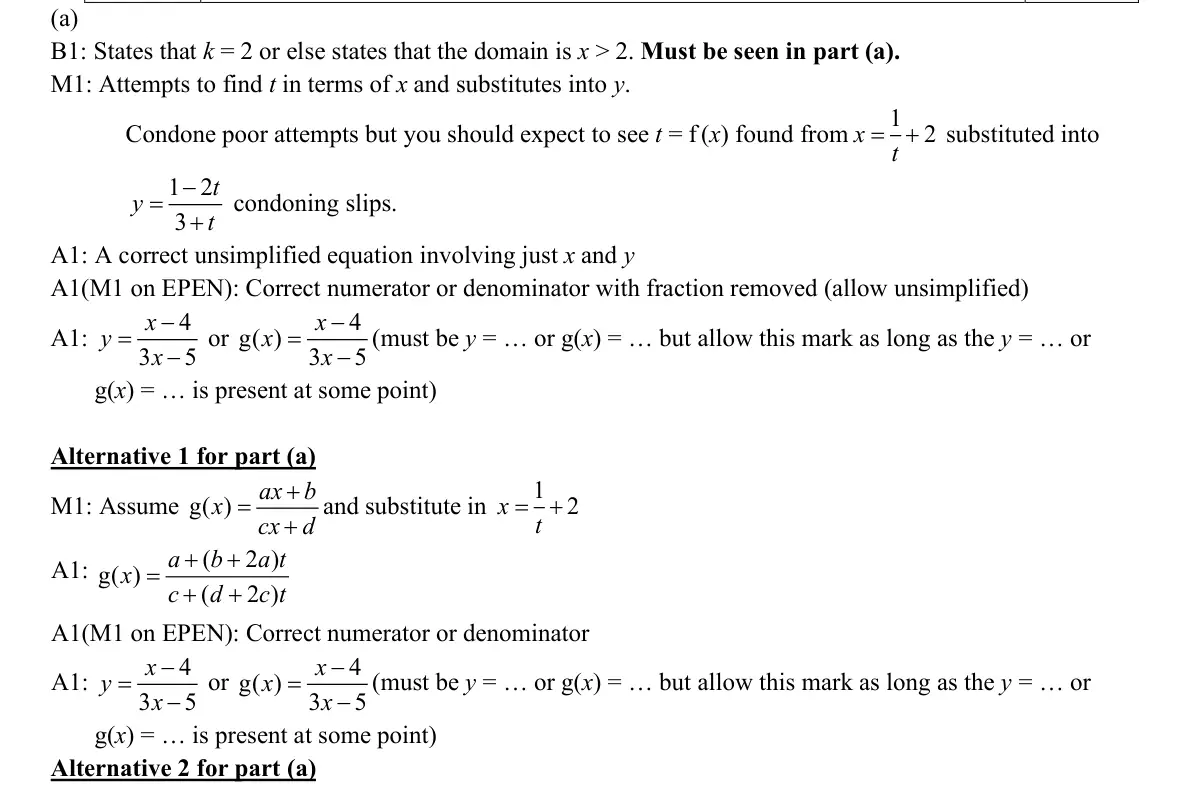 (a)
B1: States that k = 2 or else states that the domain is x > 2. Must be seen in part (a).
M1: Attempts to find t in terms of x and substitutes into y.
Condone poor attempts but you should expect to see t = f(x) found from x = 1/t + 2 substituted into
y = (1 − 2t)/(3 + t) condoning slips.
A1: A correct unsimplified equation involving just x and y
A1(M1 on EPEN): Correct numerator or denominator with fraction removed (allow unsimplified)
A1: y = (x − 4)/(3x − 5) or g(x) = (x − 4)/(3x − 5) (must be y = … or g(x) = … but allow this mark as long as the y = … or
g(x) = … is present at some point)
Alternative 1 for part (a)
M1: Assume g(x) = (ax + b)/(cx + d) and substitute in x = 1/t + 2
A1: g(x) = (a + (b + 2a)t)/(c + (d + 2c)t)
A1(M1 on EPEN): Correct numerator or denominator
A1: y = (x − 4)/(3x − 5) or g(x) = (x − 4)/(3x − 5) (must be y = … or g(x) = … but allow this mark as long as the y = … or
g(x) = … is present at some point)
Alternative 2 for part (a)